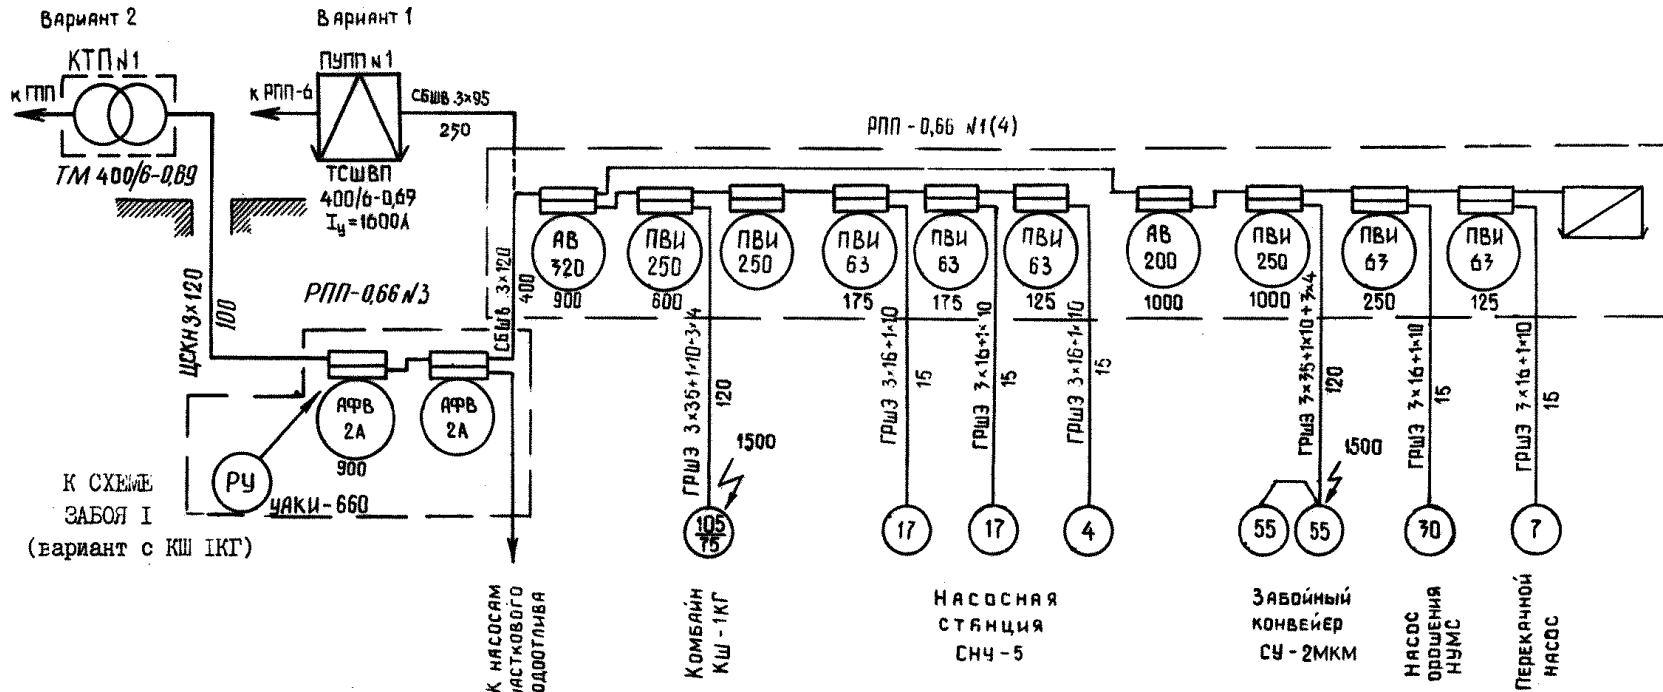 Вариант 2
Вариант 1
КТП N1
ПУПП N1
к ГПП
к РПП-6
СБШВ 3×95
250
РПП-0,66 N1(4)
ТМ 400/6-0,69
ТСШВП
400/6-0,69
Iу=1600А
АВ
320
900
ПВИ
250
600
ПВИ
250
ПВИ
63
175
ПВИ
63
175
ПВИ
63
125
АВ
200
1000
ПВИ
250
1000
ПВИ
63
250
ПВИ
63
125
ЦСКН 3×120
100
РПП-0,66 N3
СБШВ 3×120
400
АФВ
2А
900
АФВ
2А
РУ
УАКИ-660
К СХЕМЕ
ЗАБОЯ I
(вариант с КШ IКГ)
ГРШЭ 3×35+1×10+3×4
120
1500
ГРШЭ 3×16+1×10
15
ГРШЭ 3×16+1×10
15
ГРШЭ 3×16+1×10
15
ГРШЭ 3×35+1×10+3×4
120
1500
ГРШЭ 3×16+1×10
15
ГРШЭ 3×16+1×10
15
105
75
17
17
4
55
55
30
7
К насосам
Комбайн
КШ-1КГ
Насосная
станция
СНУ-5
Забойный
конвейер
СУ-2МКМ
Насос
орошения
НУМС
Перекачной
насос